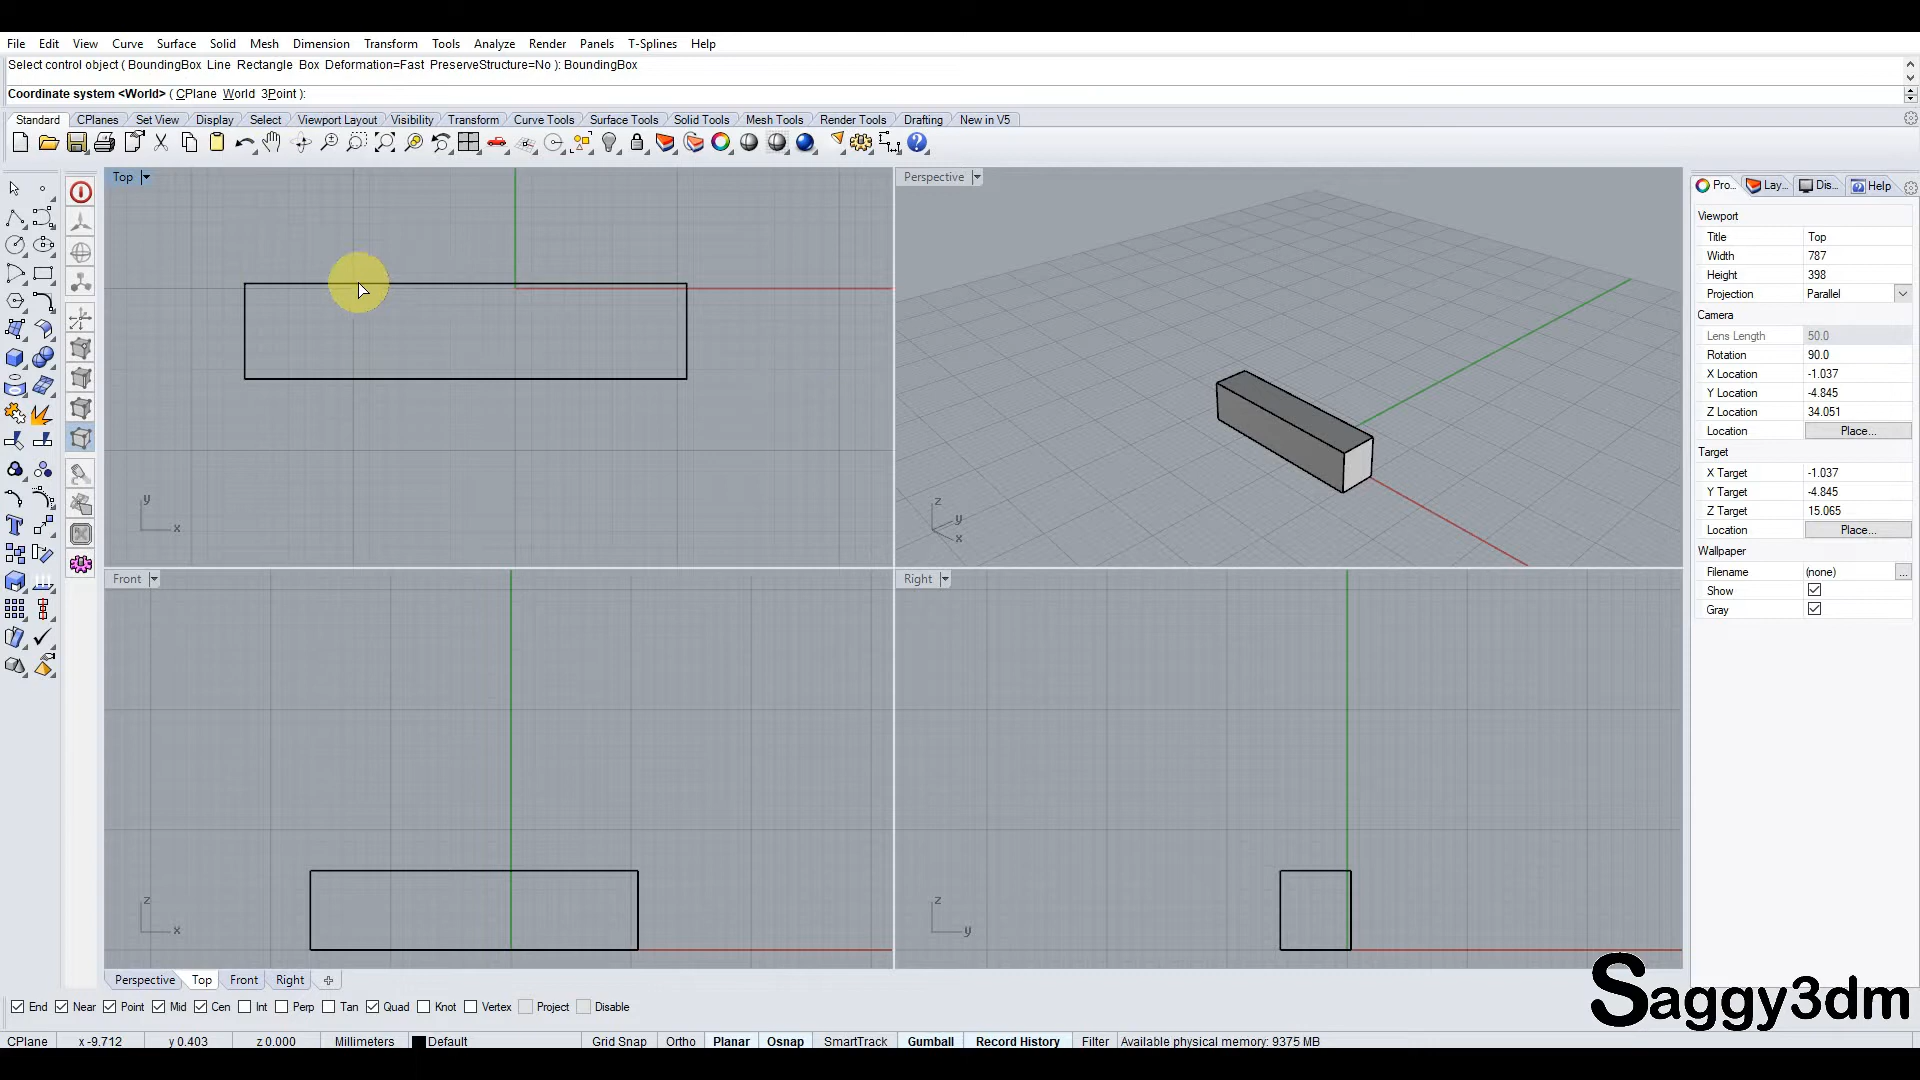 File Edit View Curve Surface Solid Mesh Dimension Transform Tools Analyze Render Panels T-Splines Help
Select control object ( BoundingBox Line Rectangle Box Deformation=Fast PreserveStructure=No ): BoundingBox
Coordinate system <World> ( CPlane World 3Point ):
Standard CPlanes Set View Display Select Viewport Layout Visibility Transform Curve Tools Surface Tools Solid Tools Mesh Tools Render Tools Drafting New in V5
Top
Perspective
Pro... Lay... Dis... Help
Viewport
Title Top
Width 787
Height 398
Projection Parallel
Camera
Lens Length 50.0
Rotation 90.0
X Location -1.037
Y Location -4.845
Z Location 34.051
Location Place...
Target
X Target -1.037
Y Target -4.845
Z Target 15.065
Location Place...
Wallpaper
Filename (none) ...
Show
Gray
y
x
z
y
x
Front
Right
z
x
z
y
Perspective Top Front Right
End Near Point Mid Cen Int Perp Tan Quad Knot Vertex Project Disable
CPlane x -9.712 y 0.403 z 0.000 Millimeters Default Grid Snap Ortho Planar Osnap SmartTrack Gumball Record History Filter Available physical memory: 9375 MB
Saggy3dm